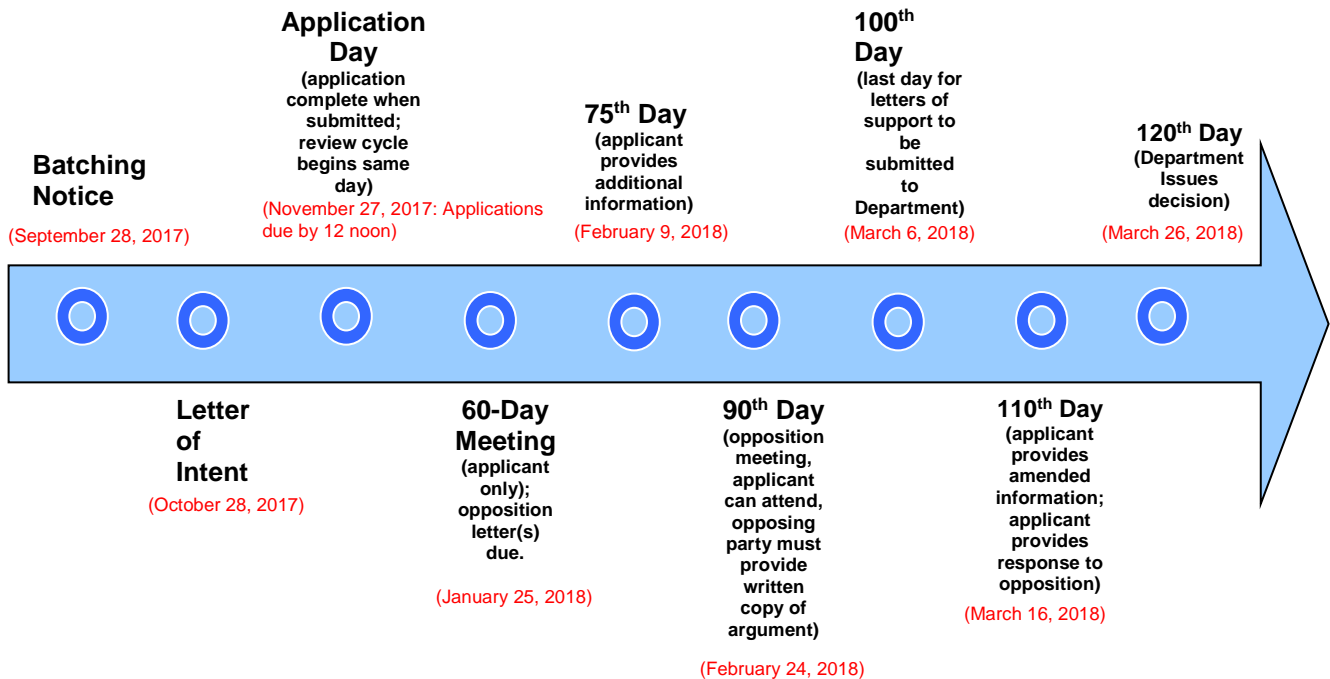 Batching
Notice
(September 28, 2017)
Letter
of
Intent
(October 28, 2017)
Application
Day
(application
complete when
submitted;
review cycle
begins same
day)
(November 27, 2017: Applications
due by 12 noon)
60-Day
Meeting
(applicant
only);
opposition
letter(s)
due.
(January 25, 2018)
75th Day
(applicant
provides
additional
information)
(February 9, 2018)
90th Day
(opposition
meeting,
applicant
can attend,
opposing
party must
provide
written
copy of
argument)
(February 24, 2018)
100th
Day
(last day for
letters of
support to
be
submitted
to
Department)
(March 6, 2018)
110th Day
(applicant
provides
amended
information;
applicant
provides
response to
opposition)
(March 16, 2018)
120th Day
(Department
Issues
decision)
(March 26, 2018)